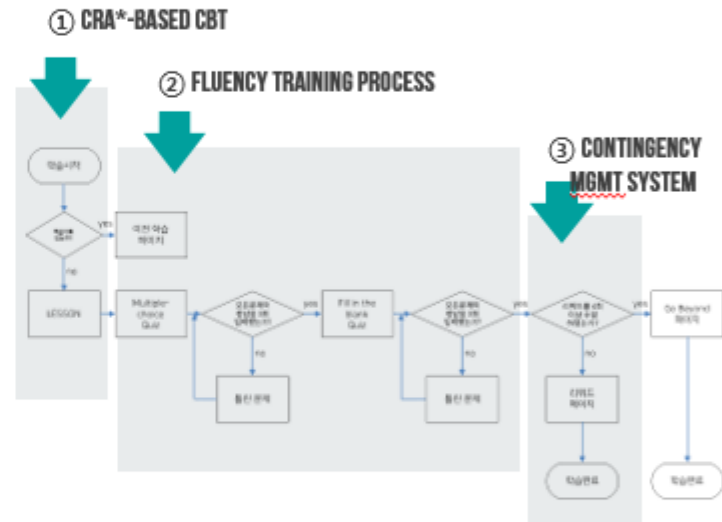 ① CRA*-BASED CBT
② FLUENCY TRAINING PROCESS
③ CONTINGENCY
MGMT SYSTEM
학습시작
yes
이전 학습
페이지
no
LESSON
Multiple-
choice
Quiz
yes
no
틀린 문제
Fill in the
blank
Quiz
yes
no
틀린 문제
yes
no
리워드
페이지
학습완료
Go Beyond
페이지
학습완료